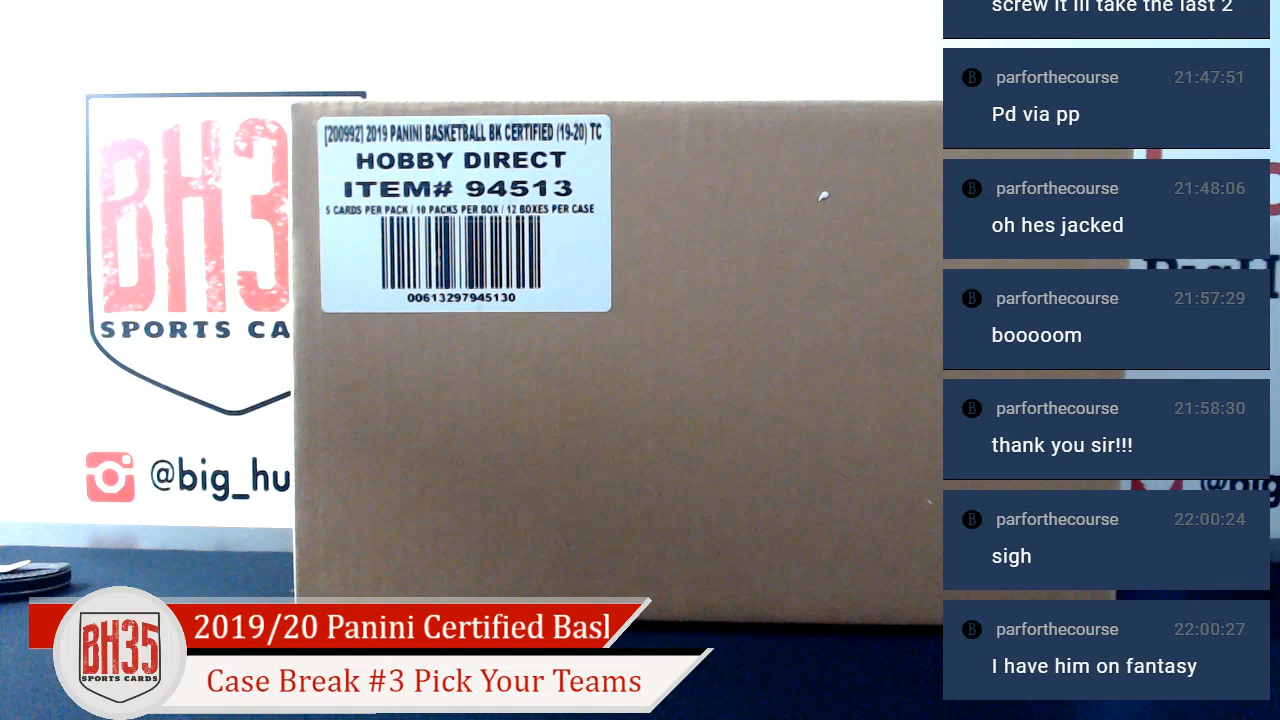 BH3
SPORTS CA
@big_hu
[200992] 2019 PANINI BASKETBALL BK CERTIFIED (19-20) TC
HOBBY DIRECT
ITEM# 94513
5 CARDS PER PACK / 10 PACKS PER BOX / 12 BOXES PER CASE
00613297945130
screw it ill take the last 2
B parforthecourse 21:47:51
Pd via pp
B parforthecourse 21:48:06
oh hes jacked
B parforthecourse 21:57:29
booooom
B parforthecourse 21:58:30
thank you sir!!!
B parforthecourse 22:00:24
sigh
B parforthecourse 22:00:27
I have him on fantasy
@big
BH35
SPORTS CARDS
2019/20 Panini Certified Bask
Case Break #3 Pick Your Teams